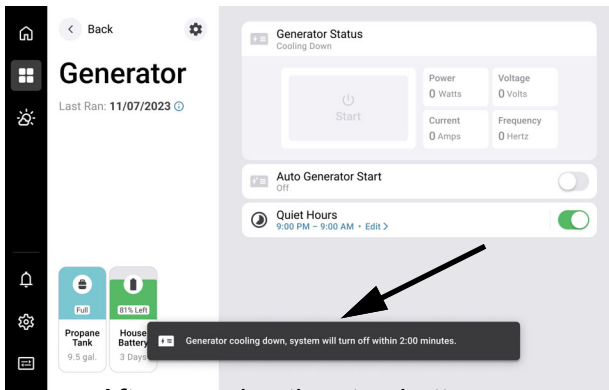 Back
Generator
Last Ran: 11/07/2023
Generator Status
Cooling Down
Start
Power
0 Watts
Voltage
0 Volts
Current
0 Amps
Frequency
0 Hertz
Auto Generator Start
Off
Quiet Hours
9:00 PM – 9:00 AM • Edit >
Full
Propane
Tank
9.5 gal.
81% Left
House
Battery
3 Days
Generator cooling down, system will turn off within 2:00 minutes.